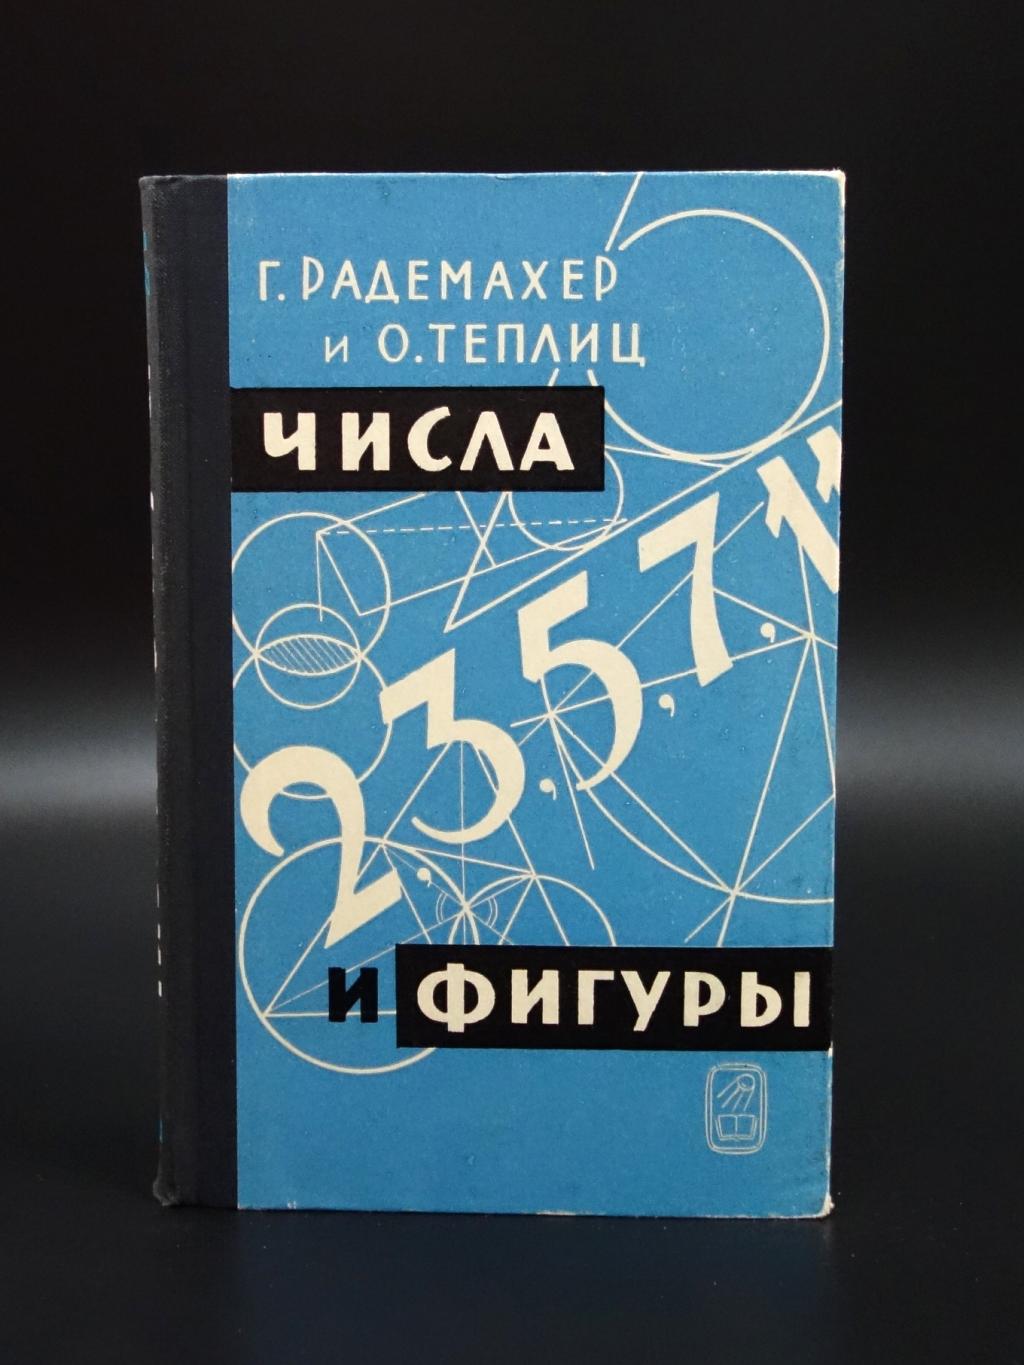 Г. РАДЕМАХЕР
и О. ТЕПЛИЦ
ЧИСЛА
2, 3, 5, 7, 11
И ФИГУРЫ